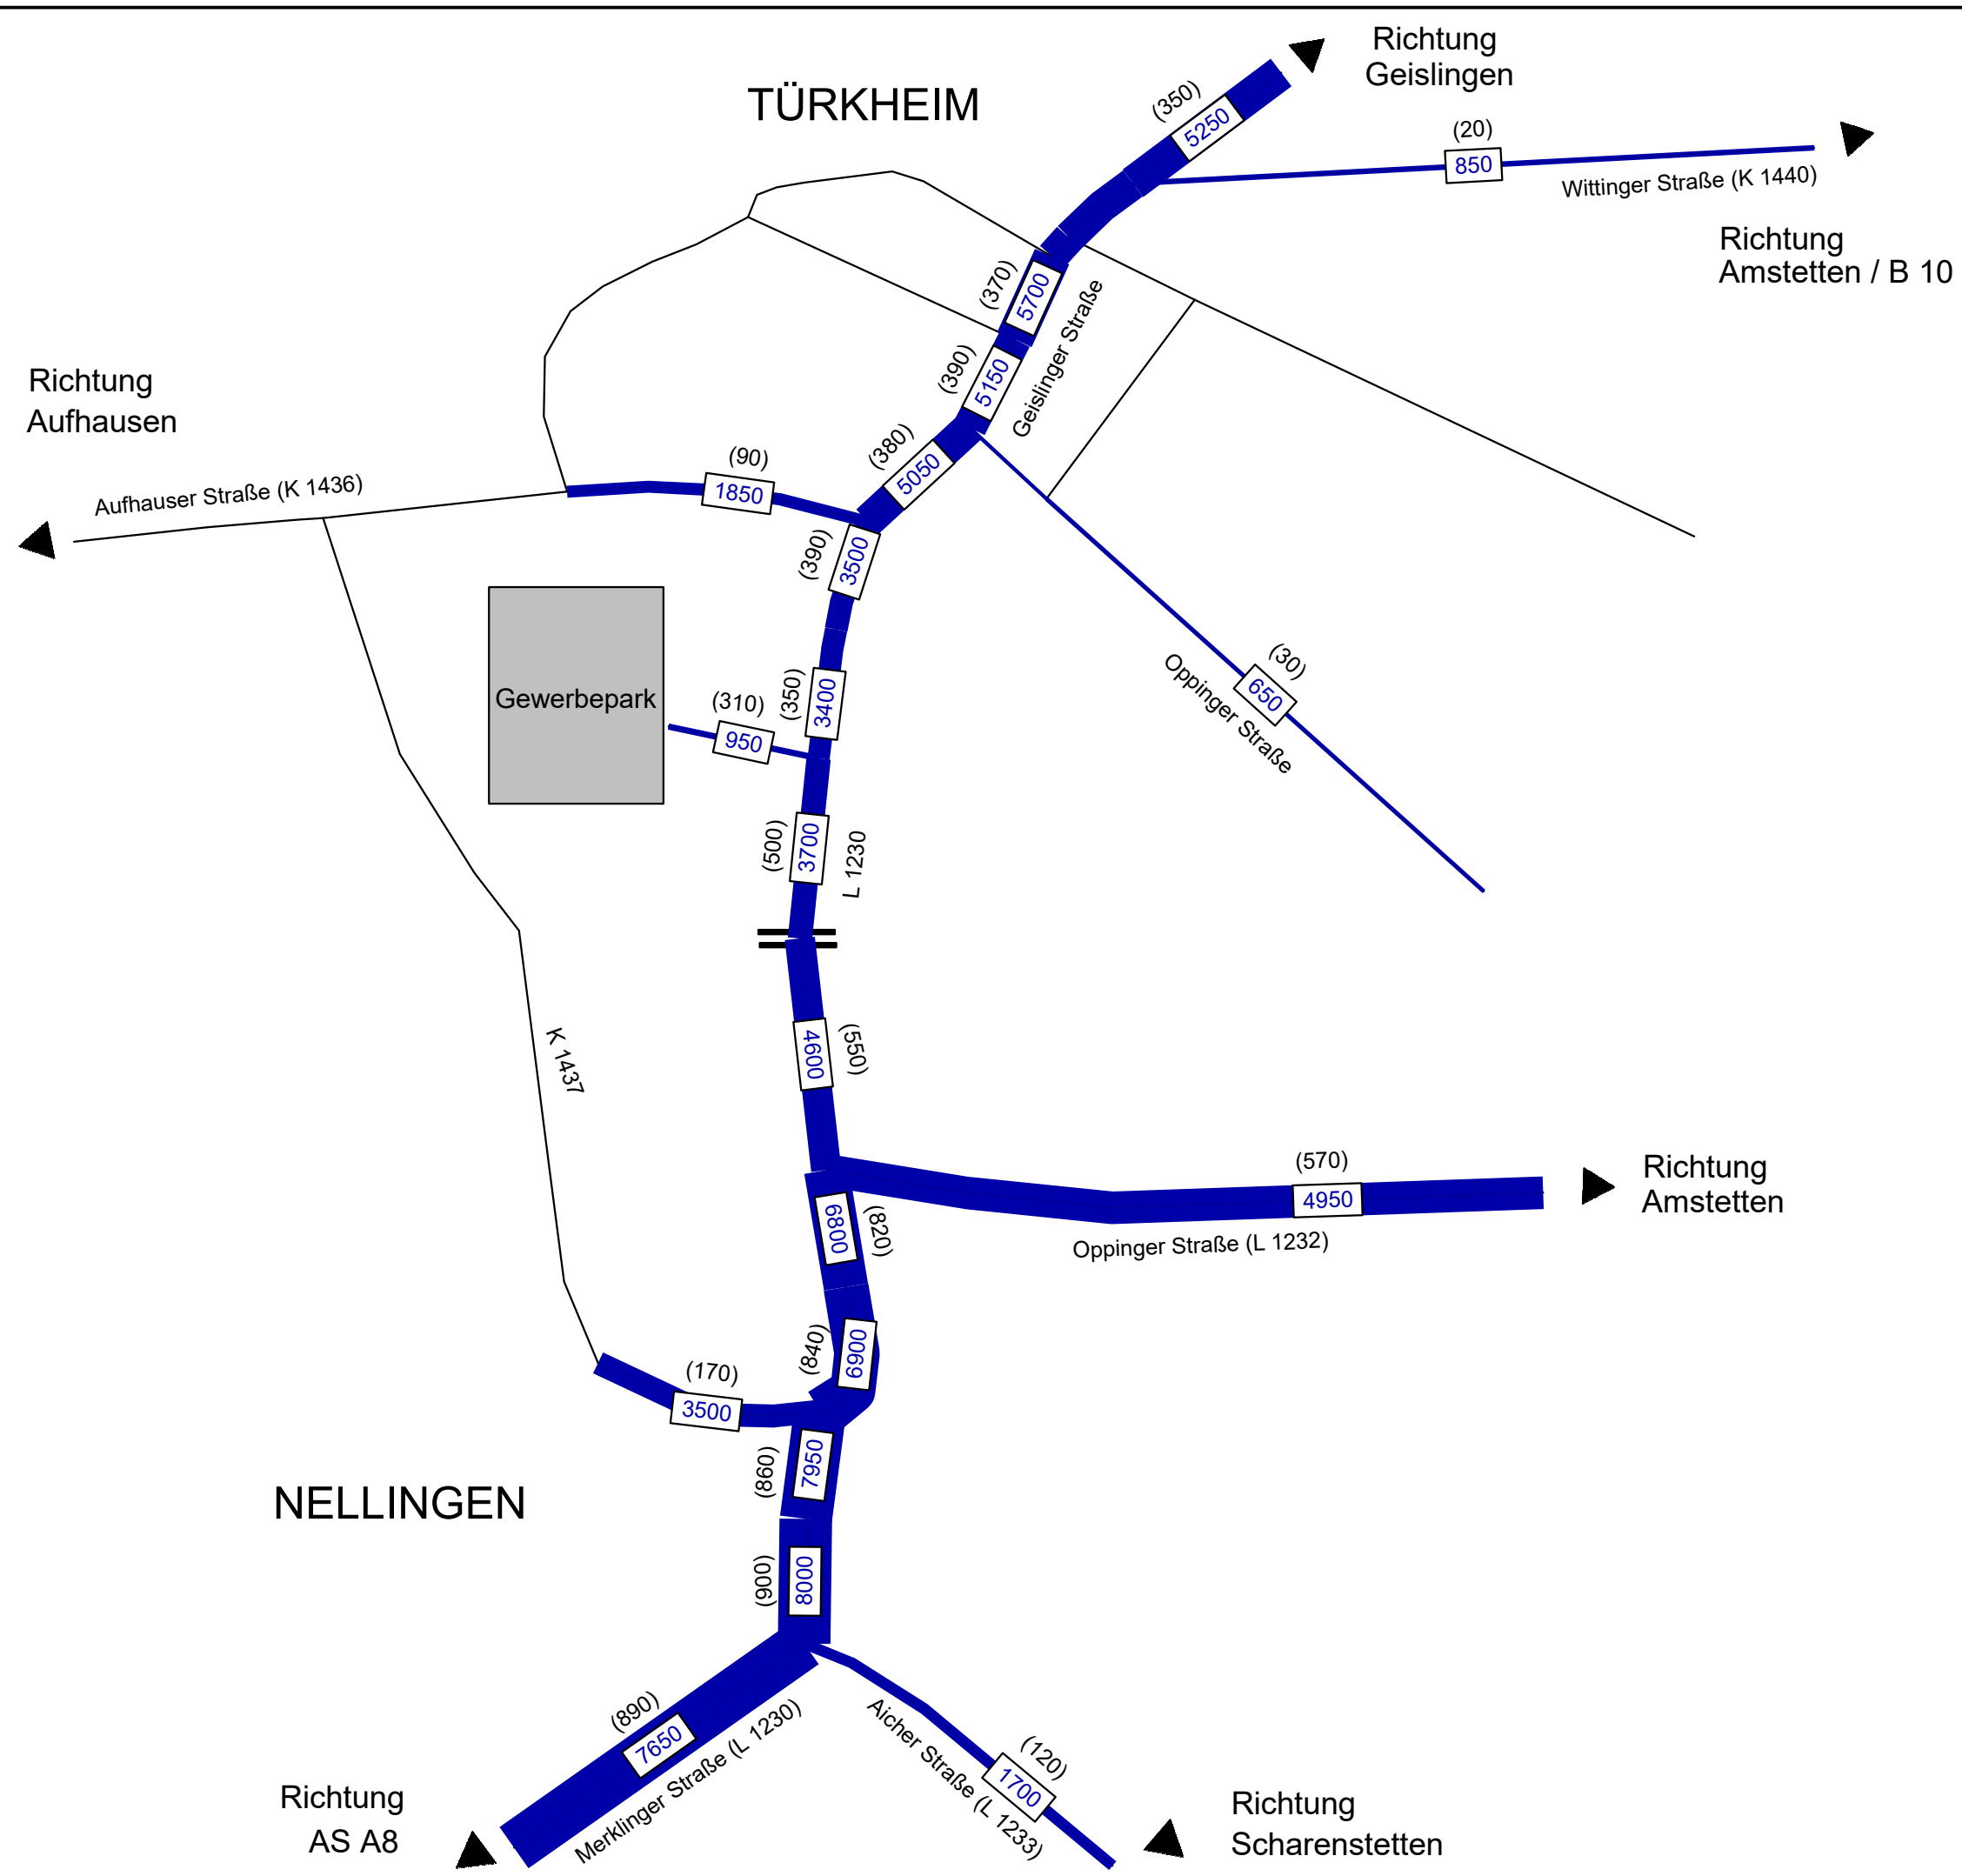 Richtung
Geislingen
TÜRKHEIM
(350)
5250
(20)
850
Wittinger Straße (K 1440)
Richtung
Amstetten / B 10
(370)
5700
Geislinger Straße
(390)
5150
Richtung
Aufhausen
(380)
5050
(90)
1850
Aufhauser Straße (K 1436)
(390)
3500
Gewerbepark
(310)
950
(350)
3400
(30)
650
Oppinger Straße
(500)
3700
L 1230
K 1437
4600
(550)
(570)
4950
Richtung
Amstetten
Oppinger Straße (L 1232)
6800
(820)
(840)
6900
(170)
3500
(860)
7950
NELLINGEN
(900)
8000
(890)
7650
Merklinger Straße (L 1230)
Aicher Straße (L 1233)
(120)
1700
Richtung
AS A8
Richtung
Scharenstetten